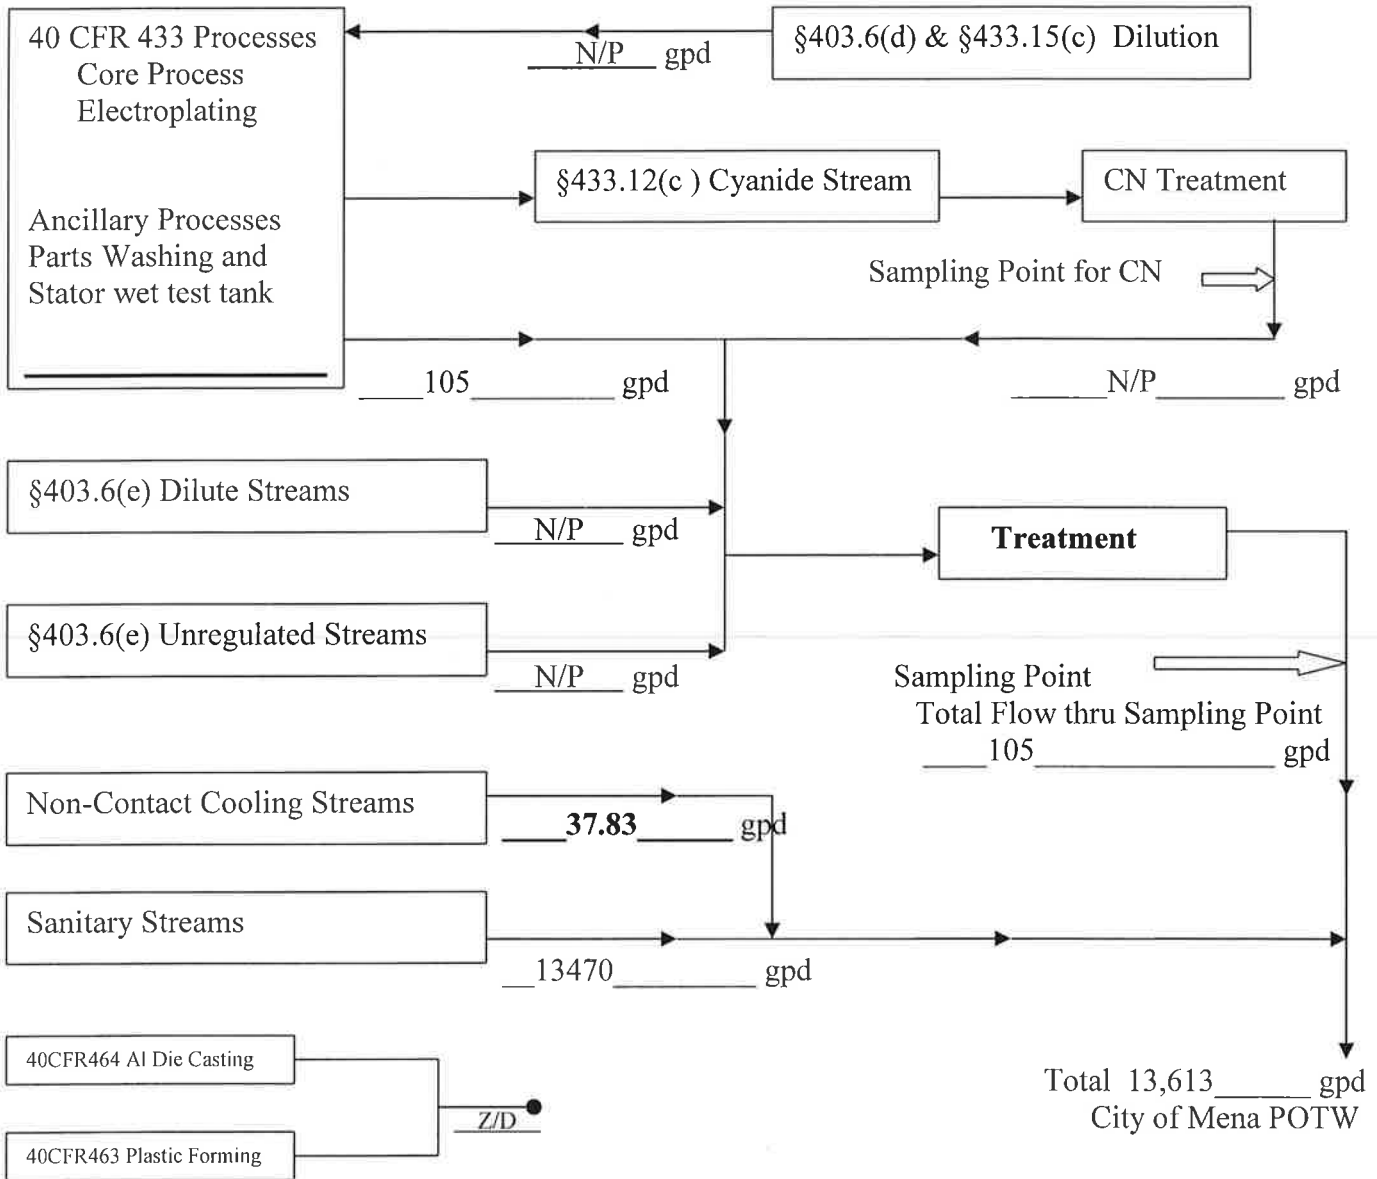 40 CFR 433 Processes
Core Process
Electroplating
Ancillary Processes
Parts Washing and
Stator wet test tank
N/P gpd
§403.6(d) & §433.15(c) Dilution
§433.12(c ) Cyanide Stream
CN Treatment
Sampling Point for CN
105 gpd
N/P gpd
§403.6(e) Dilute Streams
N/P gpd
Treatment
§403.6(e) Unregulated Streams
N/P gpd
Sampling Point
Total Flow thru Sampling Point
105 gpd
Non-Contact Cooling Streams
37.83 gpd
Sanitary Streams
13470 gpd
40CFR464 Al Die Casting
Z/D
40CFR463 Plastic Forming
Total 13,613 gpd
City of Mena POTW